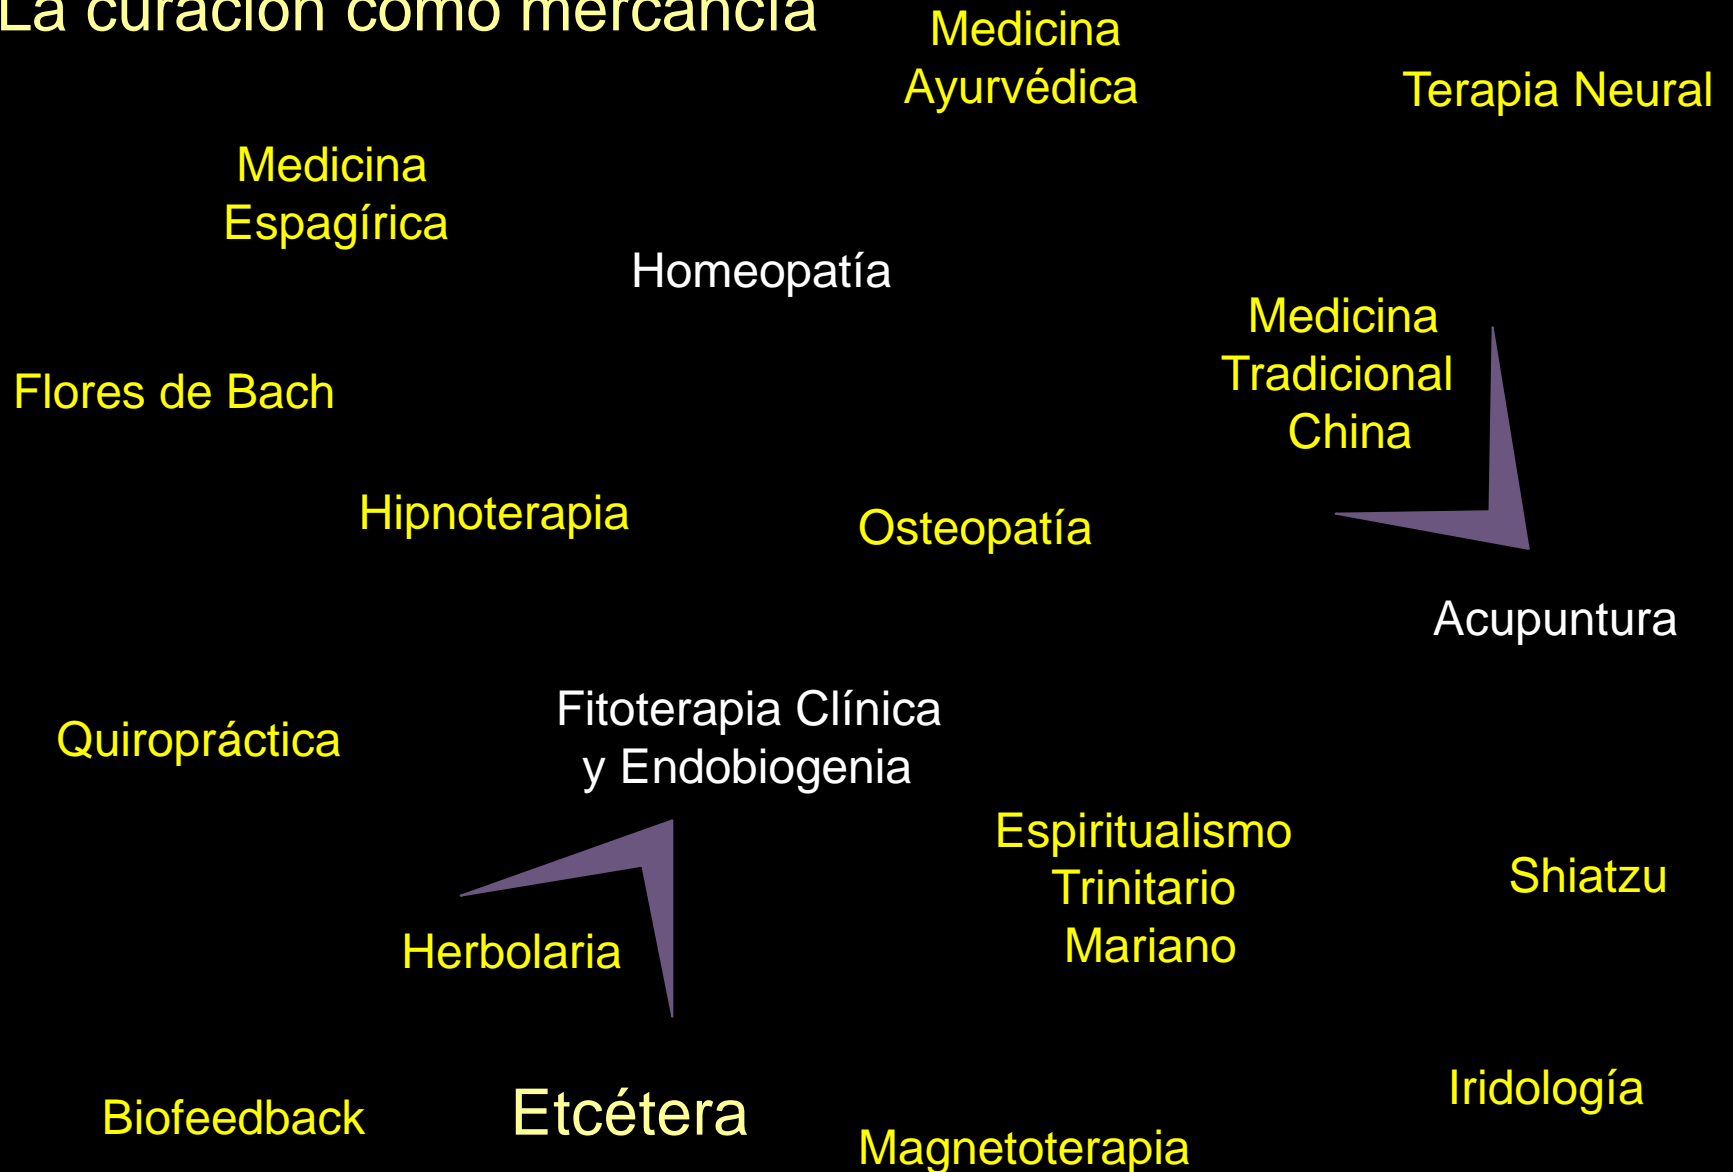 La curación como mercancía
Medicina
Ayurvédica
Terapia Neural
Medicina
Espagírica
Homeopatía
Medicina
Tradicional
China
Flores de Bach
Hipnoterapia
Osteopatía
Acupuntura
Fitoterapia Clínica
y Endobiogenia
Quiropráctica
Espiritualismo
Trinitario
Mariano
Shiatzu
Herbolaria
Iridología
Biofeedback
Etcétera
Magnetoterapia